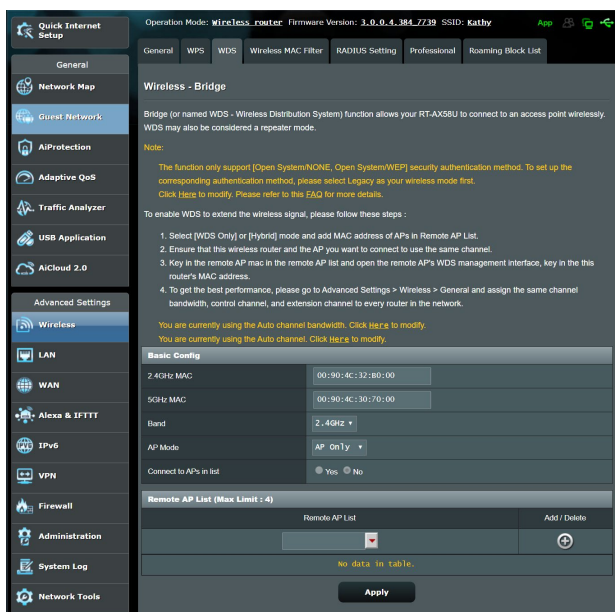 Quick Internet
Setup
General
Network Map
Guest Network
AiProtection
Adaptive QoS
Traffic Analyzer
USB Application
AiCloud 2.0
Advanced Settings
Wireless
LAN
WAN
Alexa & IFTTT
IPv6
VPN
Firewall
Administration
System Log
Network Tools
Operation Mode: Wireless router Firmware Version: 3.0.0.4.384_7739 SSID: Kathy App
General WPS WDS Wireless MAC Filter RADIUS Setting Professional Roaming Block List
Wireless - Bridge
Bridge (or named WDS - Wireless Distribution System) function allows your RT-AX58U to connect to an access point wirelessly.
WDS may also be considered a repeater mode.
Note:
The function only support [Open System/NONE, Open System/WEP] security authentication method. To set up the
corresponding authentication method, please select Legacy as your wireless mode first.
Click Here to modify. Please refer to this FAQ for more details.
To enable WDS to extend the wireless signal, please follow these steps :
1. Select [WDS Only] or [Hybrid] mode and add MAC address of APs in Remote AP List.
2. Ensure that this wireless router and the AP you want to connect to use the same channel.
3. Key in the remote AP mac in the remote AP list and open the remote AP's WDS management interface, key in the this
router's MAC address.
4. To get the best performance, please go to Advanced Settings > Wireless > General and assign the same channel
bandwidth, control channel, and extension channel to every router in the network.
You are currently using the Auto channel bandwidth. Click Here to modify.
You are currently using the Auto channel. Click Here to modify.
Basic Config
2.4GHz MAC 00:90:4C:32:B0:00
5GHz MAC 00:90:4C:30:70:00
Band 2.4GHz
AP Mode AP Only
Connect to APs in list Yes No
Remote AP List (Max Limit : 4)
Remote AP List Add / Delete
No data in table.
Apply